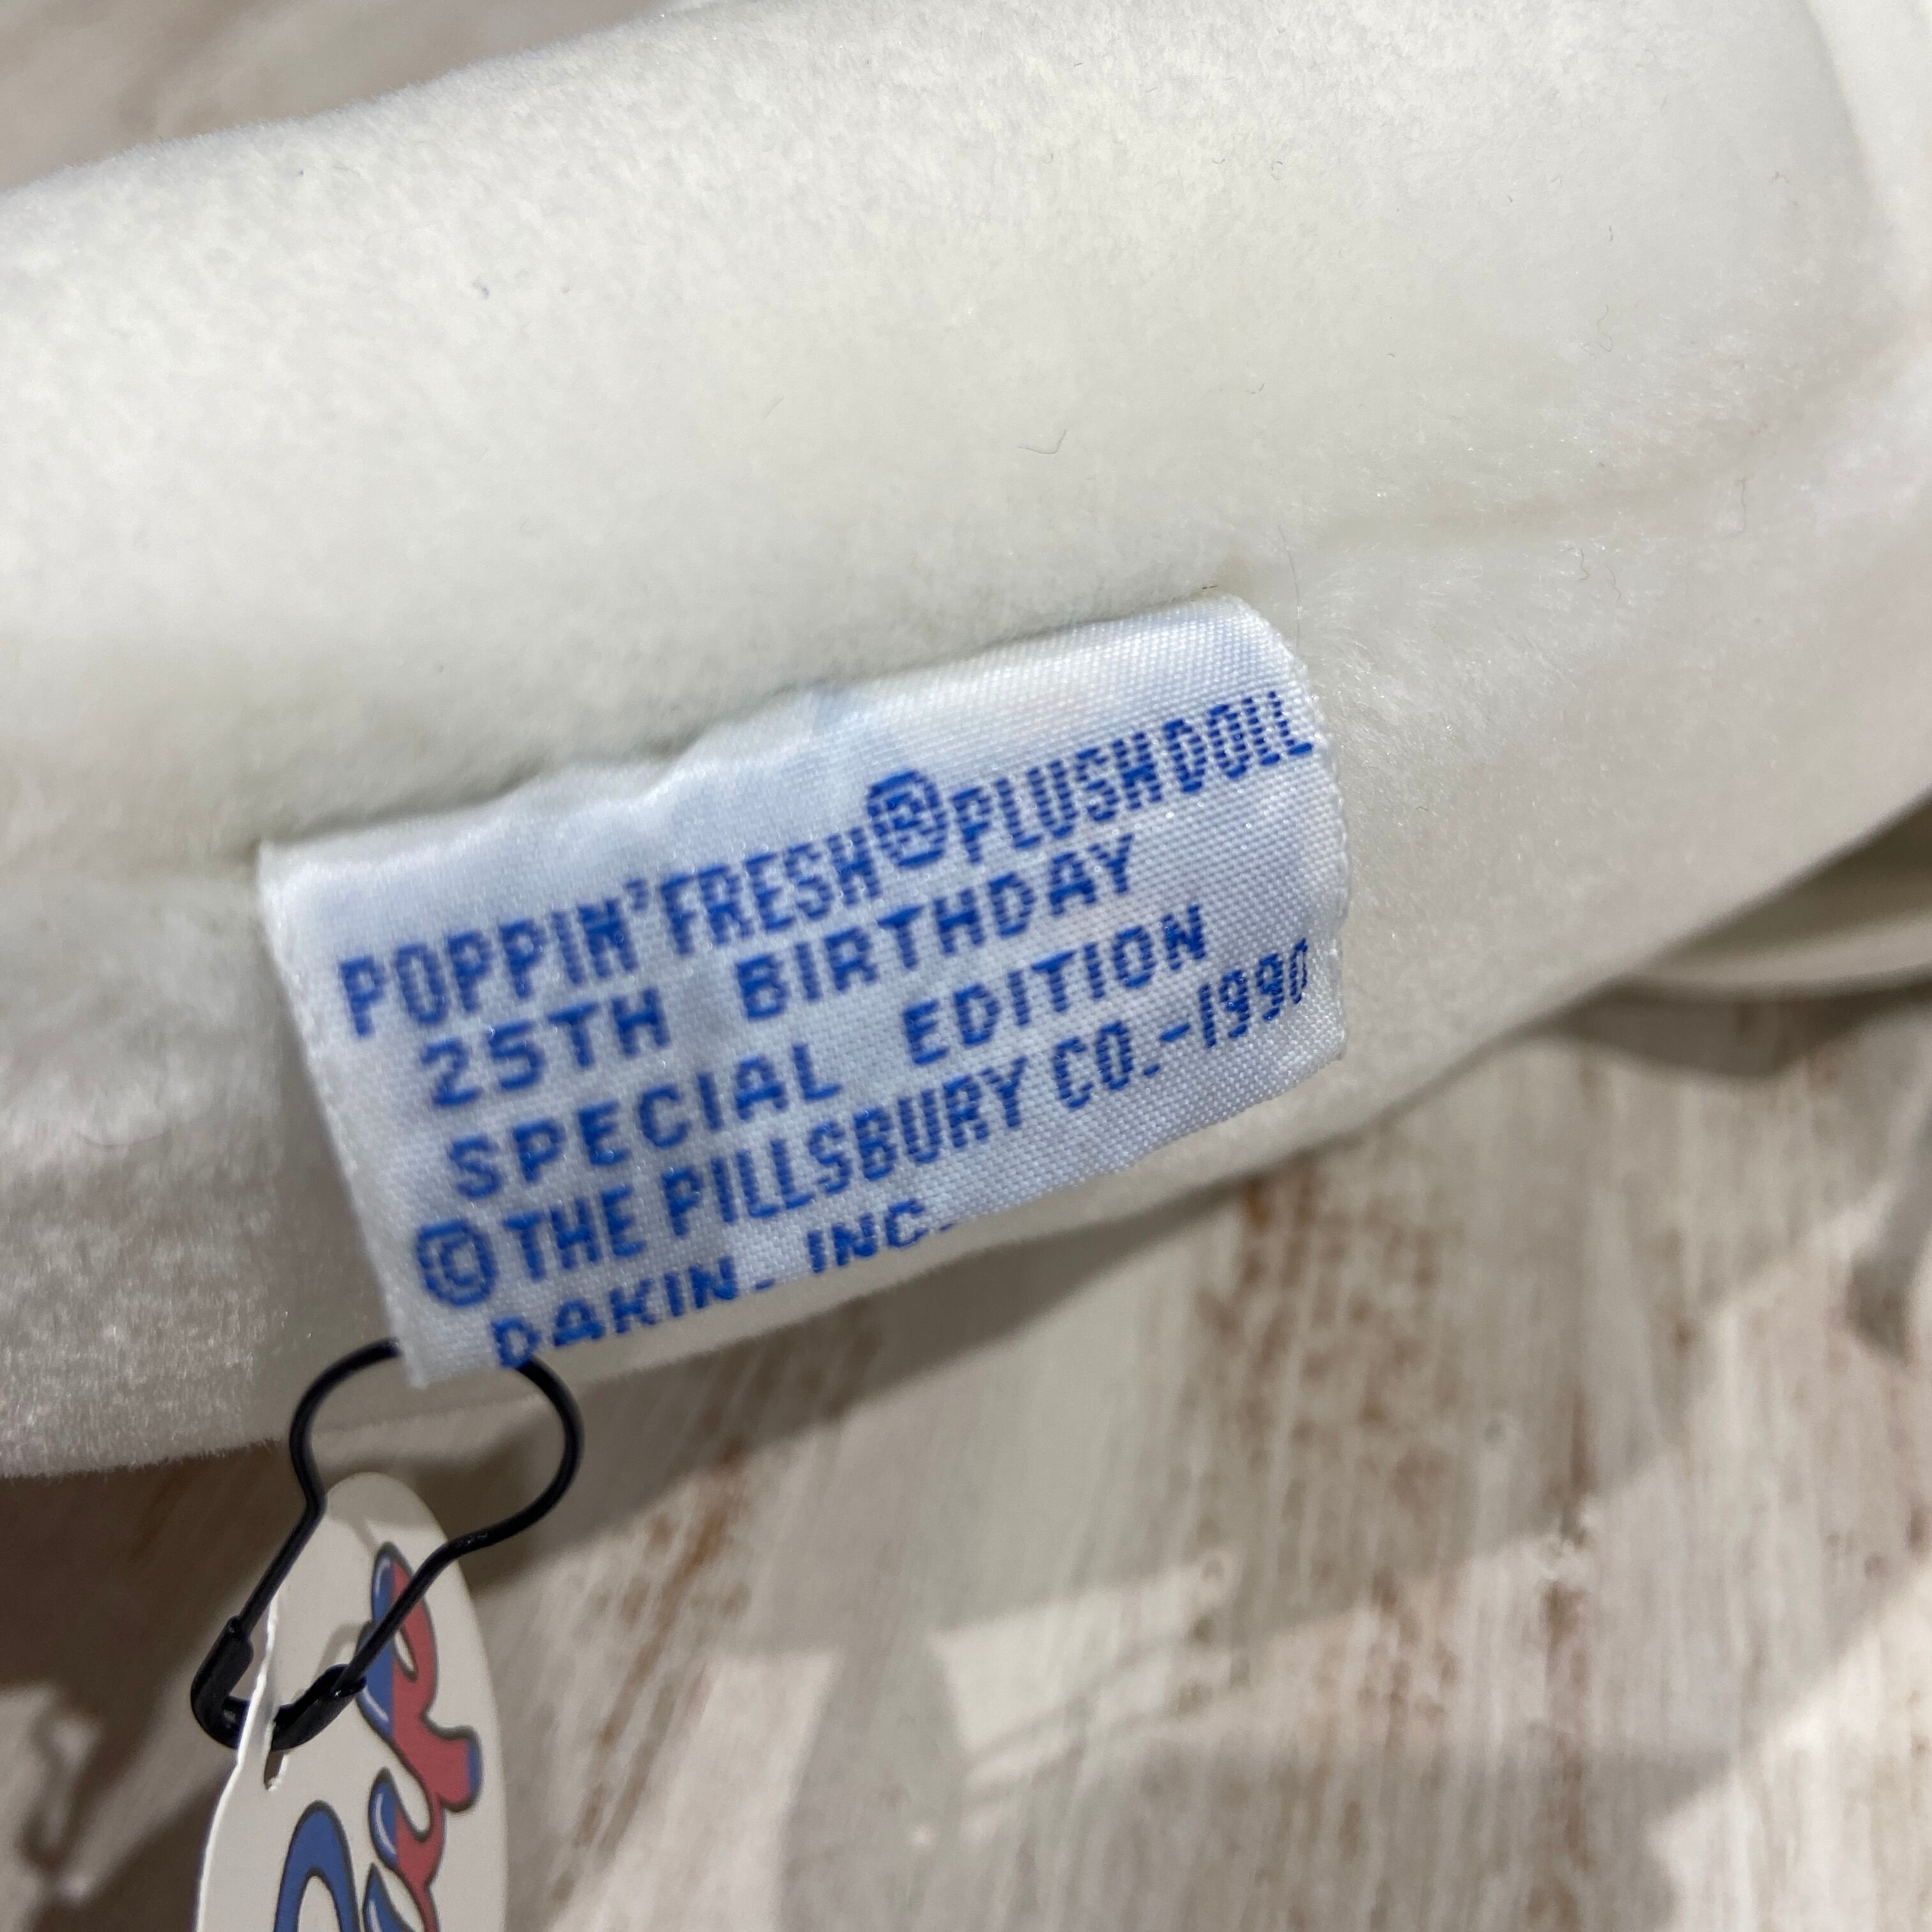 POPPIN' FRESH® PLUSH DOLL
25TH BIRTHDAY
SPECIAL EDITION
© THE PILLSBURY CO.-1990
DAKIN, INC.